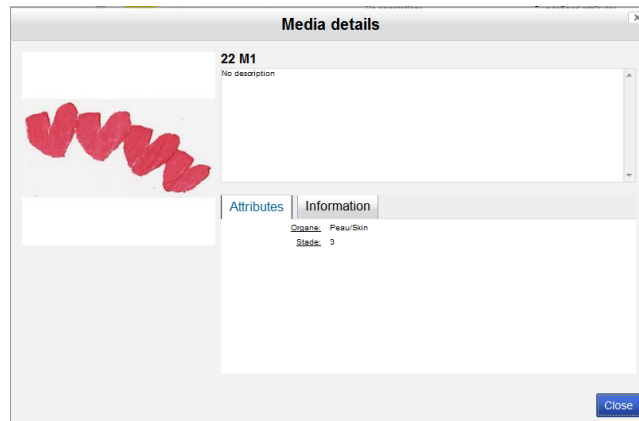 Media details
22 M1
No description
Attributes
Information
Organe: Peau/Skin
Stade: 3
Close